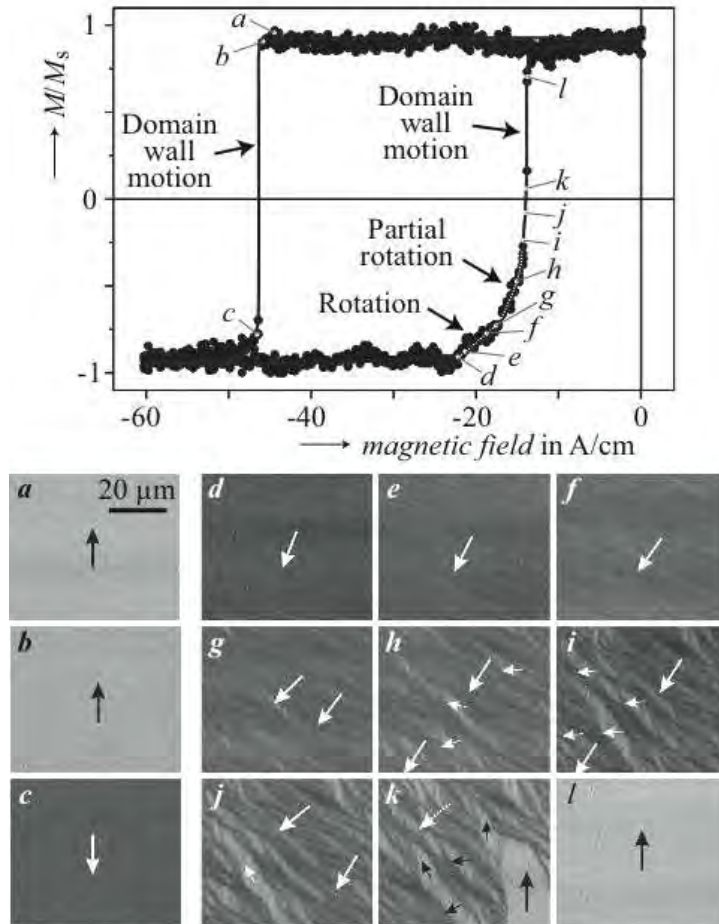 1
0
-1
M/Ms
a
b
Domain
wall
motion
Domain
wall
motion
l
k
j
i
h
g
f
e
d
c
Partial
rotation
Rotation
-60 -40 -20 0
magnetic field in A/cm
a 20 µm d e f
b g h i
c j k l